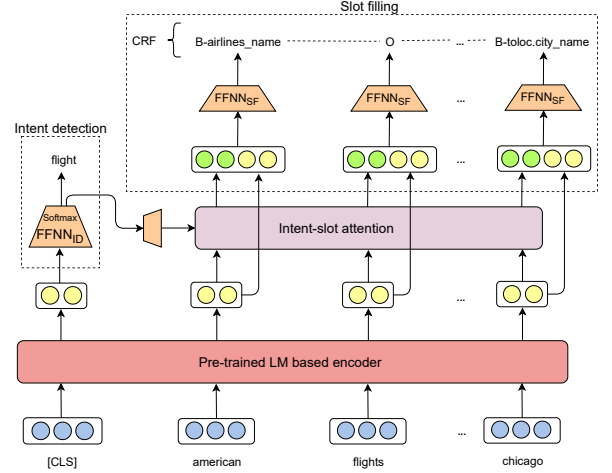 Slot filling
CRF { B-airlines_name O ... B-toloc.city_name
FFNN_SF FFNN_SF ... FFNN_SF
Intent detection
flight
...
Softmax
FFNN_ID
Intent-slot attention
...
Pre-trained LM based encoder
...
[CLS] american flights chicago